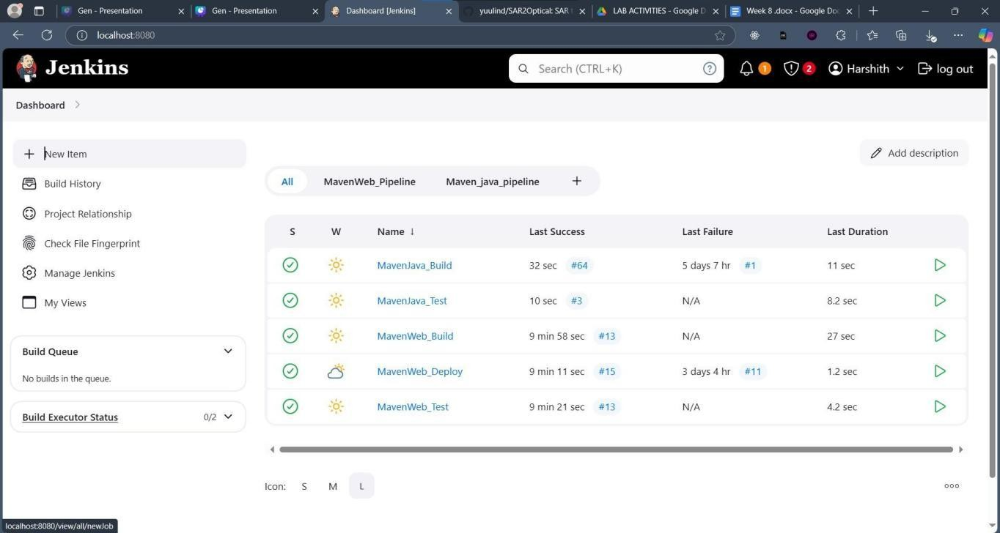 Gen - Presentation
Gen - Presentation
Dashboard [Jenkins]
yuulind/SAR2Optical: SAR t
LAB ACTIVITIES - Google D
Week 8 .docx - Google Doc
localhost:8080
Jenkins
Search (CTRL+K)
1
2
Harshith
log out
Dashboard
New Item
Build History
Project Relationship
Check File Fingerprint
Manage Jenkins
My Views
Build Queue
No builds in the queue.
Build Executor Status 0/2
Add description
All MavenWeb_Pipeline Maven_java_pipeline +
S W Name ↓ Last Success Last Failure Last Duration
MavenJava_Build 32 sec #64 5 days 7 hr #1 11 sec
MavenJava_Test 10 sec #3 N/A 8.2 sec
MavenWeb_Build 9 min 58 sec #13 N/A 27 sec
MavenWeb_Deploy 9 min 11 sec #15 3 days 4 hr #11 1.2 sec
MavenWeb_Test 9 min 21 sec #13 N/A 4.2 sec
Icon: S M L
localhost:8080/view/all/newJob